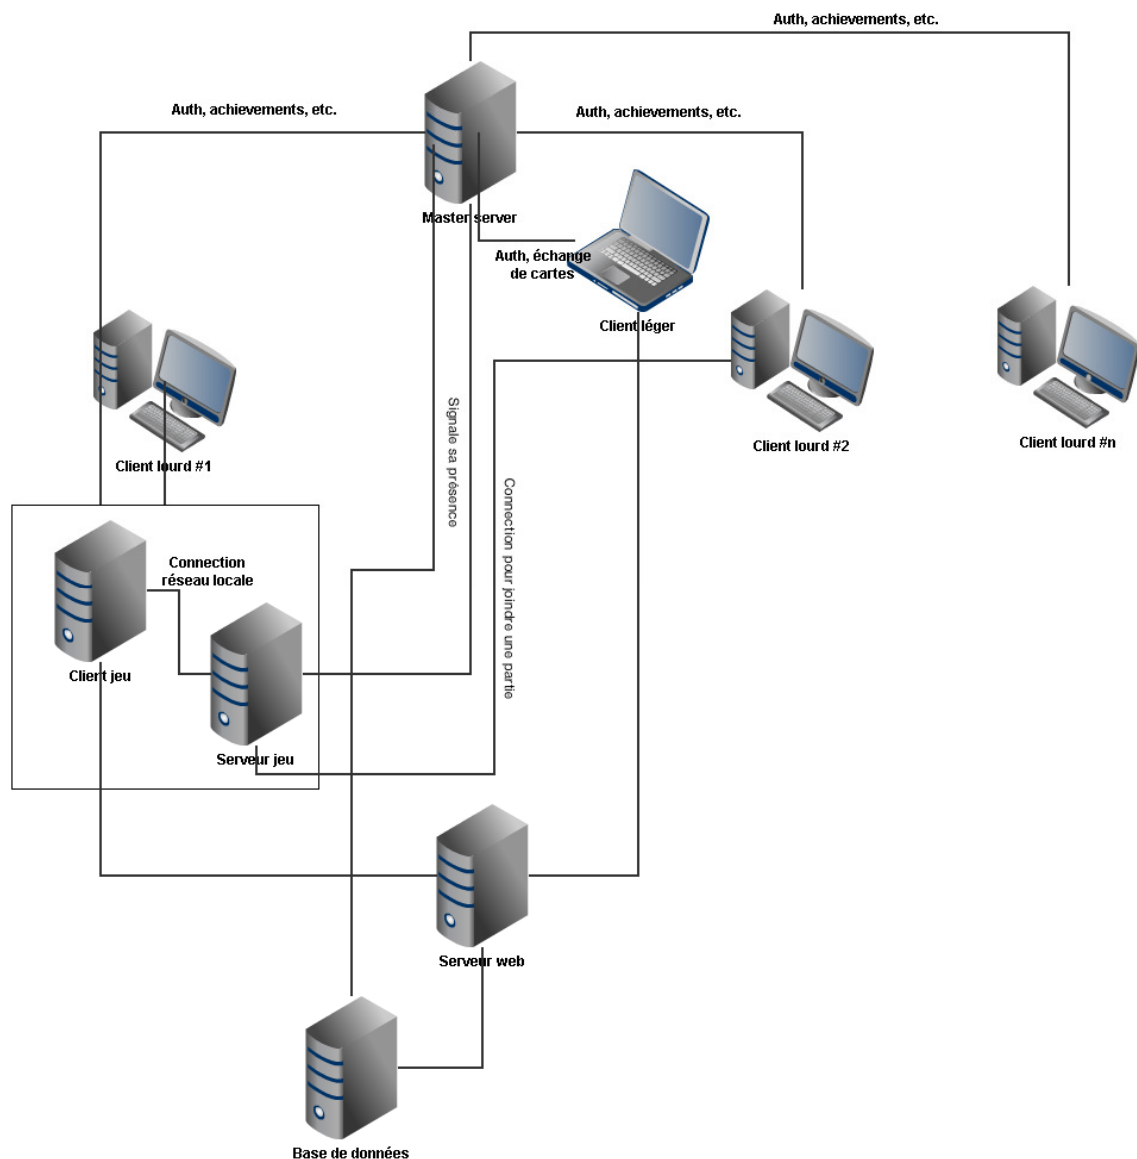 Auth, achievements, etc.
Auth, achievements, etc.
Auth, achievements, etc.
Master server
Auth, échange
de cartes
Client léger
Client lourd #2
Client lourd #n
Client lourd #1
Signale sa présence
Connection pour joindre une partie
Connection
réseau locale
Client jeu
Serveur jeu
Serveur web
Base de données